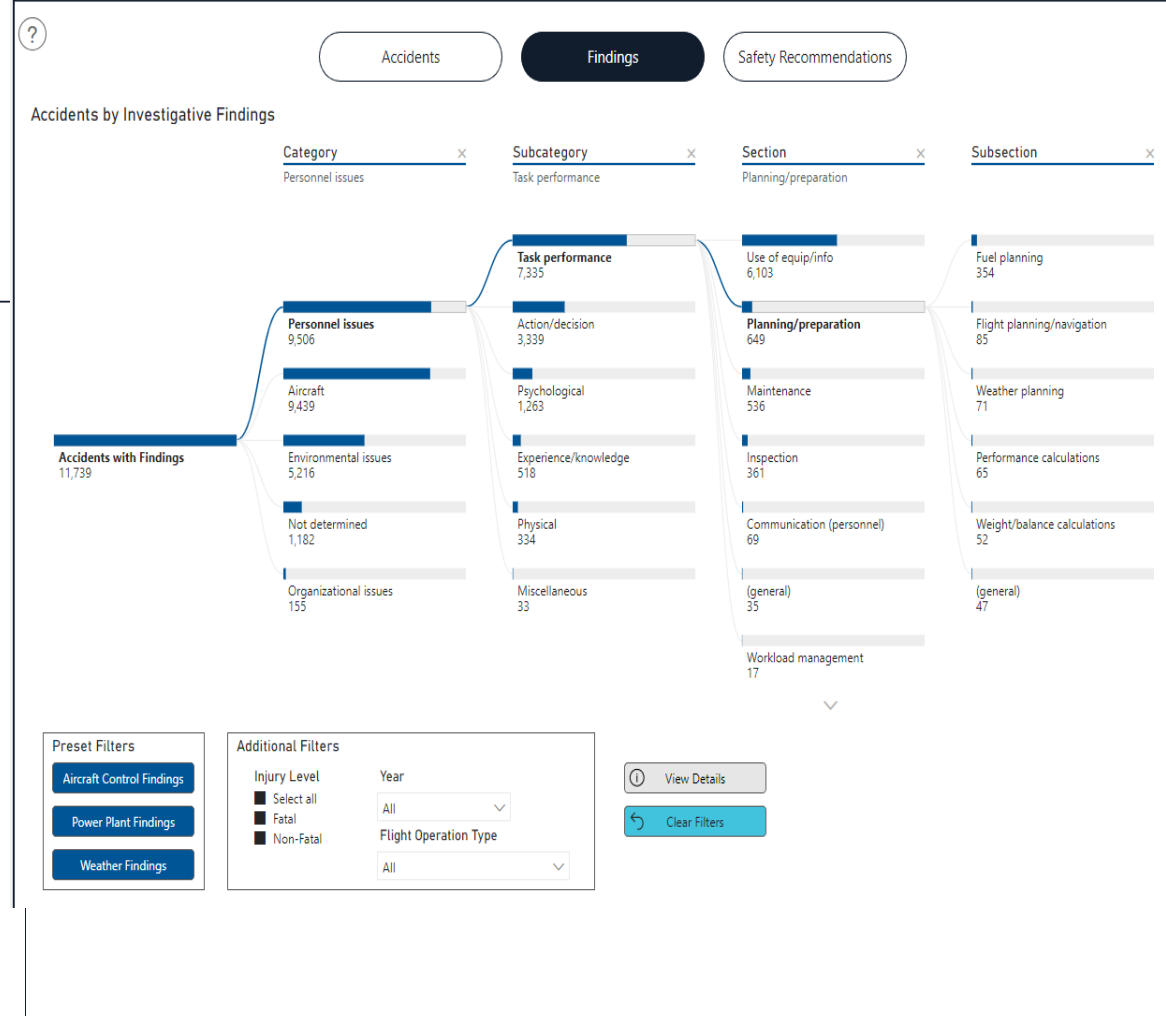 ?
Accidents
Findings
Safety Recommendations
Accidents by Investigative Findings
Category
Personnel issues
Subcategory
Task performance
Section
Planning/preparation
Subsection
Accidents with Findings
11,739
Personnel issues
9,506
Aircraft
9,439
Environmental issues
5,216
Not determined
1,182
Organizational issues
155
Task performance
7,335
Action/decision
3,339
Psychological
1,263
Experience/knowledge
518
Physical
334
Miscellaneous
33
Use of equip/info
6,103
Planning/preparation
649
Maintenance
536
Inspection
361
Communication (personnel)
69
(general)
35
Workload management
17
Fuel planning
354
Flight planning/navigation
85
Weather planning
71
Performance calculations
65
Weight/balance calculations
52
(general)
47
Preset Filters
Aircraft Control Findings
Power Plant Findings
Weather Findings
Additional Filters
Injury Level
Select all
Fatal
Non-Fatal
Year
All
Flight Operation Type
All
View Details
Clear Filters